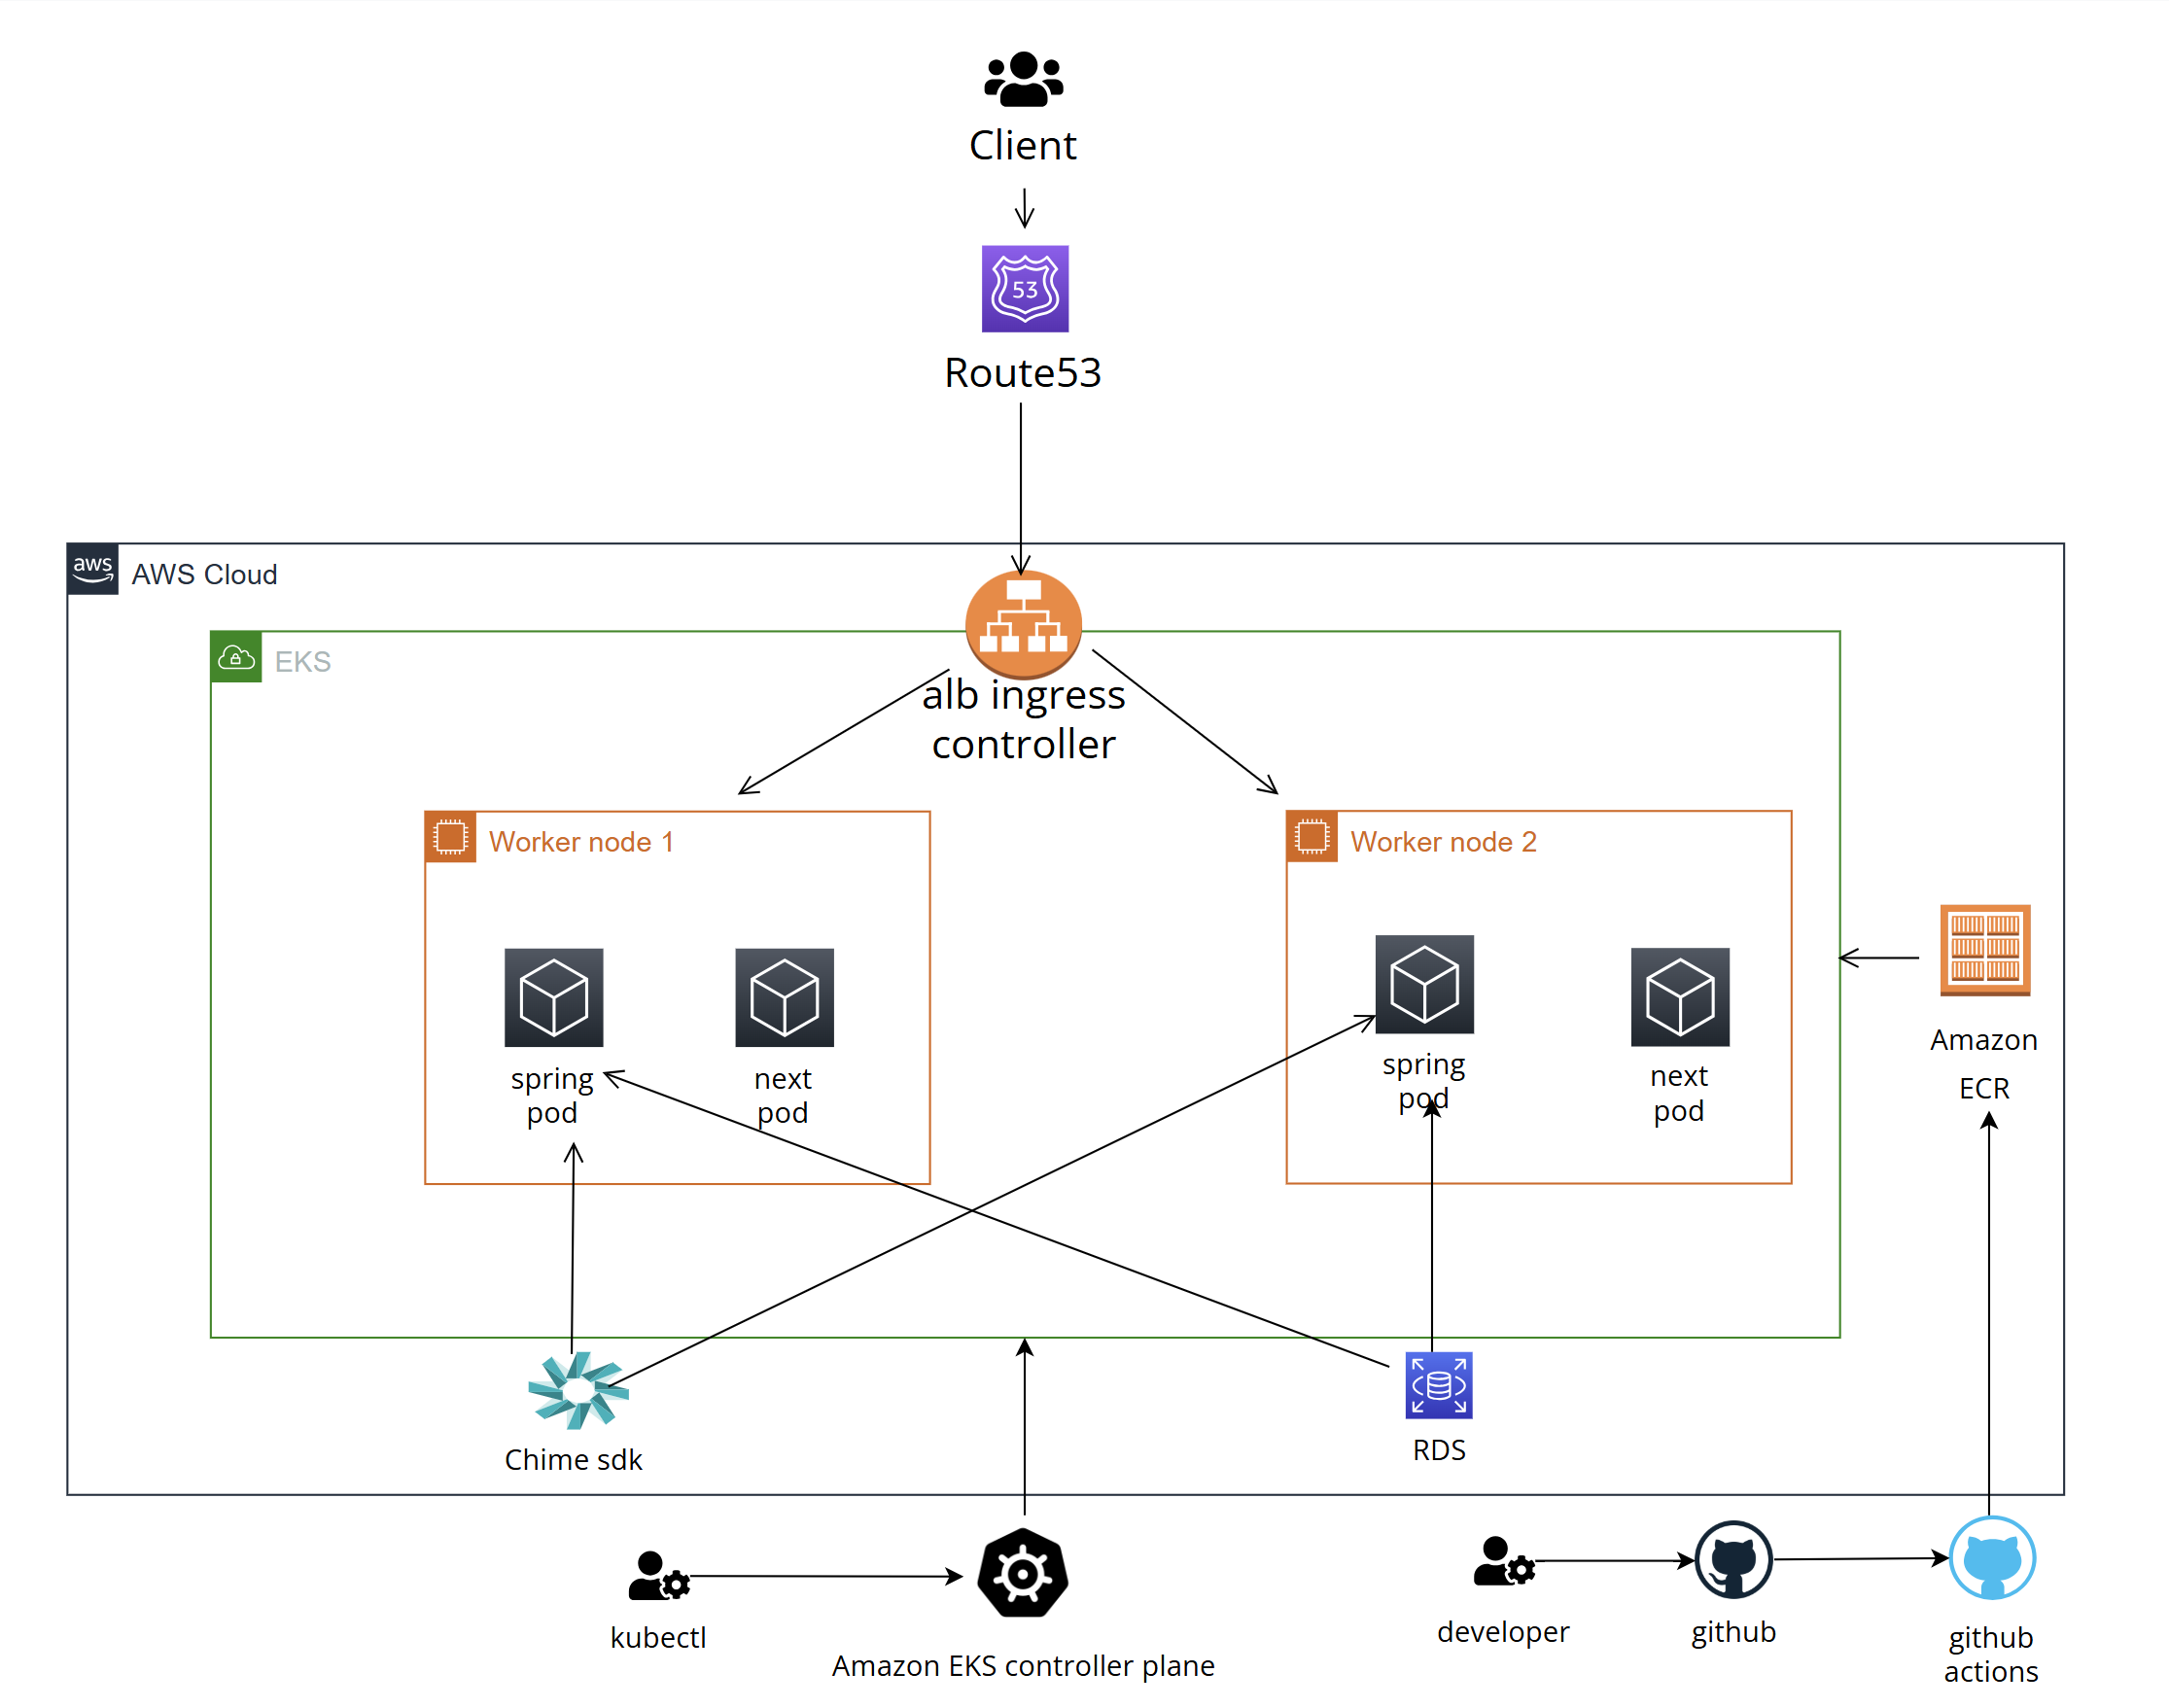 Client
53
Route53
aws
AWS Cloud
EKS
alb ingress
controller
Worker node 1
Worker node 2
spring
pod
next
pod
spring
pod
next
pod
Amazon
ECR
Chime sdk
RDS
kubectl
Amazon EKS controller plane
developer
github
github
actions